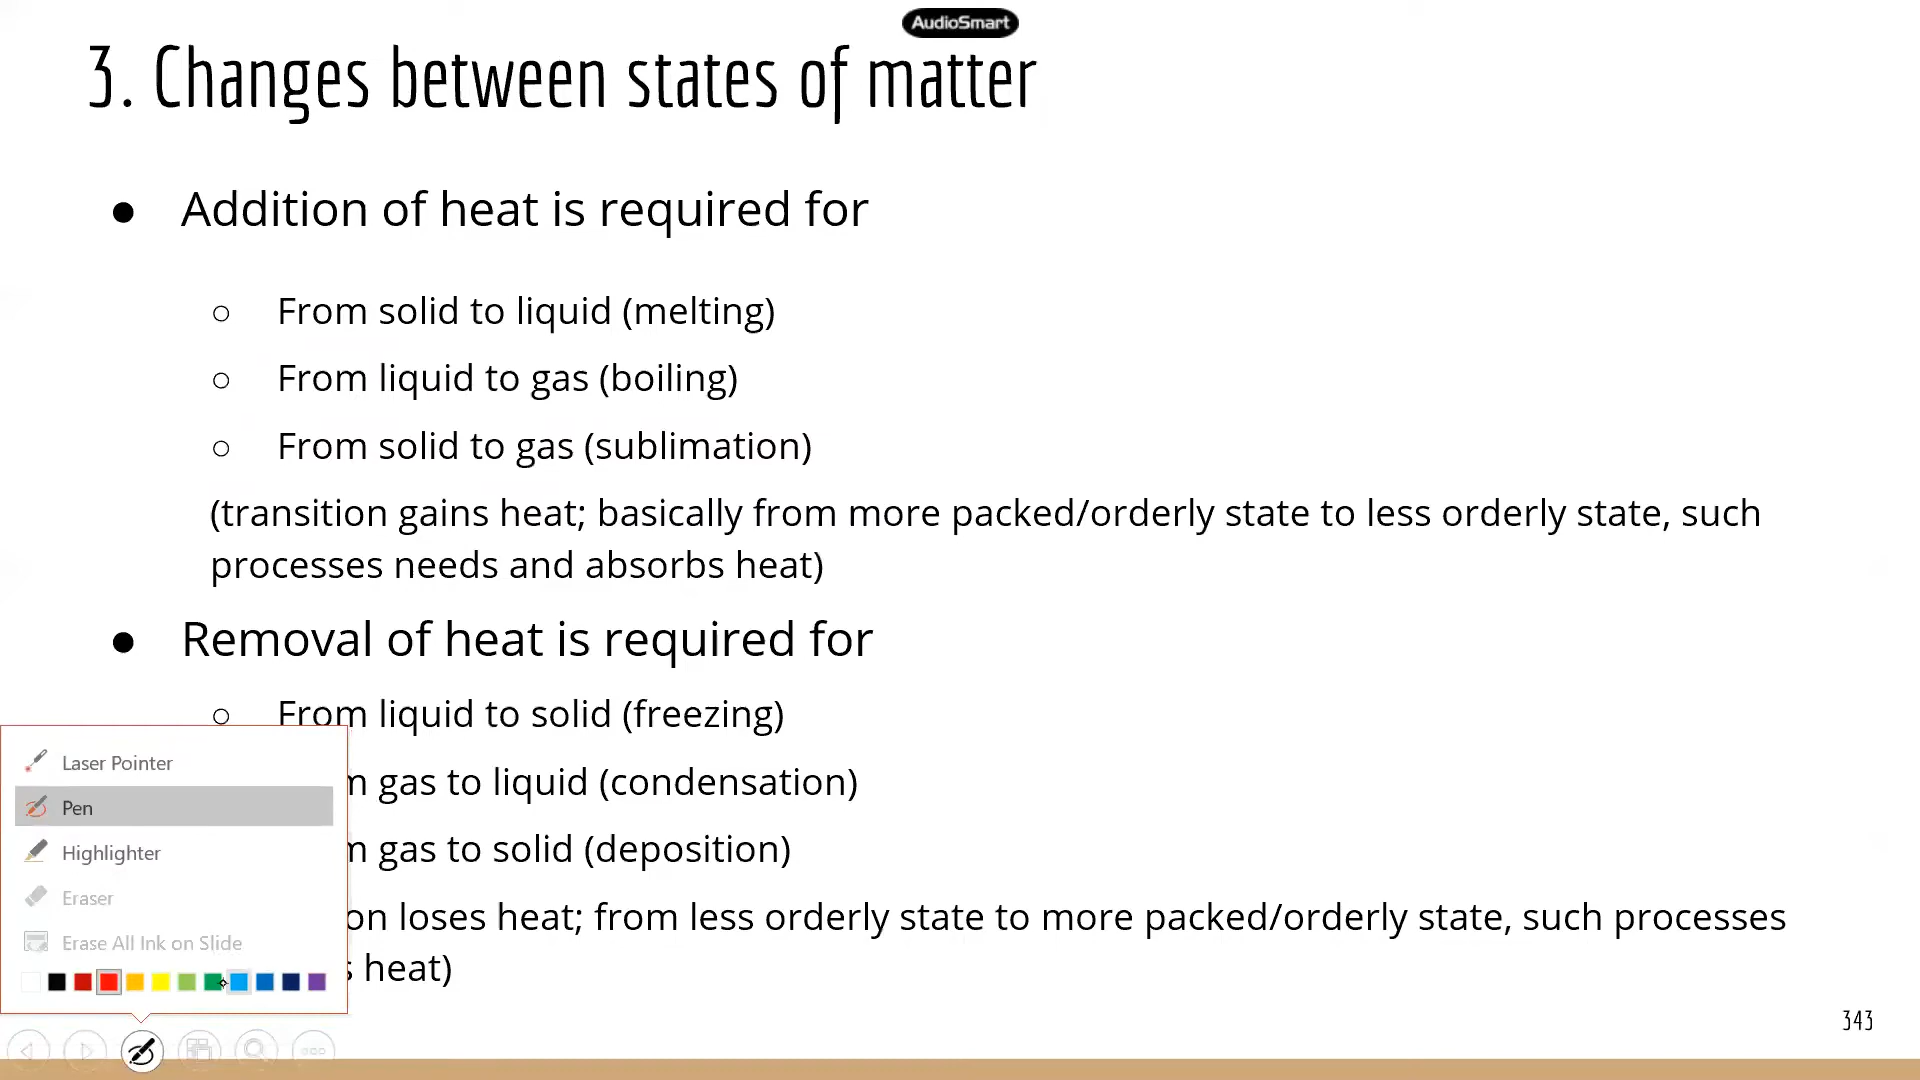 AudioSmart
3. Changes between states of matter
● Addition of heat is required for
○ From solid to liquid (melting)
○ From liquid to gas (boiling)
○ From solid to gas (sublimation)
(transition gains heat; basically from more packed/orderly state to less orderly state, such
processes needs and absorbs heat)
● Removal of heat is required for
○ From liquid to solid (freezing)
m gas to liquid (condensation)
m gas to solid (deposition)
on loses heat; from less orderly state to more packed/orderly state, such processes
s heat)
Laser Pointer
Pen
Highlighter
Eraser
Erase All Ink on Slide
343